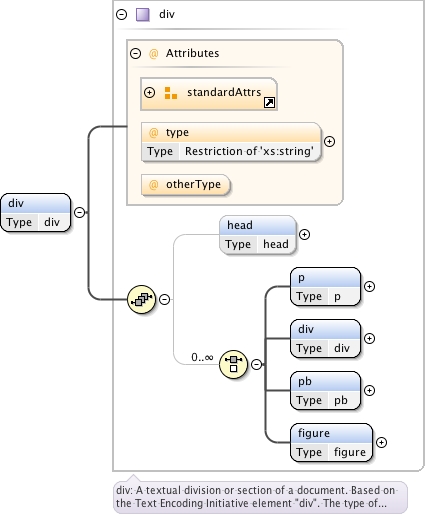 div
Attributes
standardAttrs
type
Type Restriction of 'xs:string'
otherType
div
Type div
head
Type head
0..∞
p
Type p
div
Type div
pb
Type pb
figure
Type figure
div: A textual division or section of a document. Based on
the Text Encoding Initiative element "div". The type of...